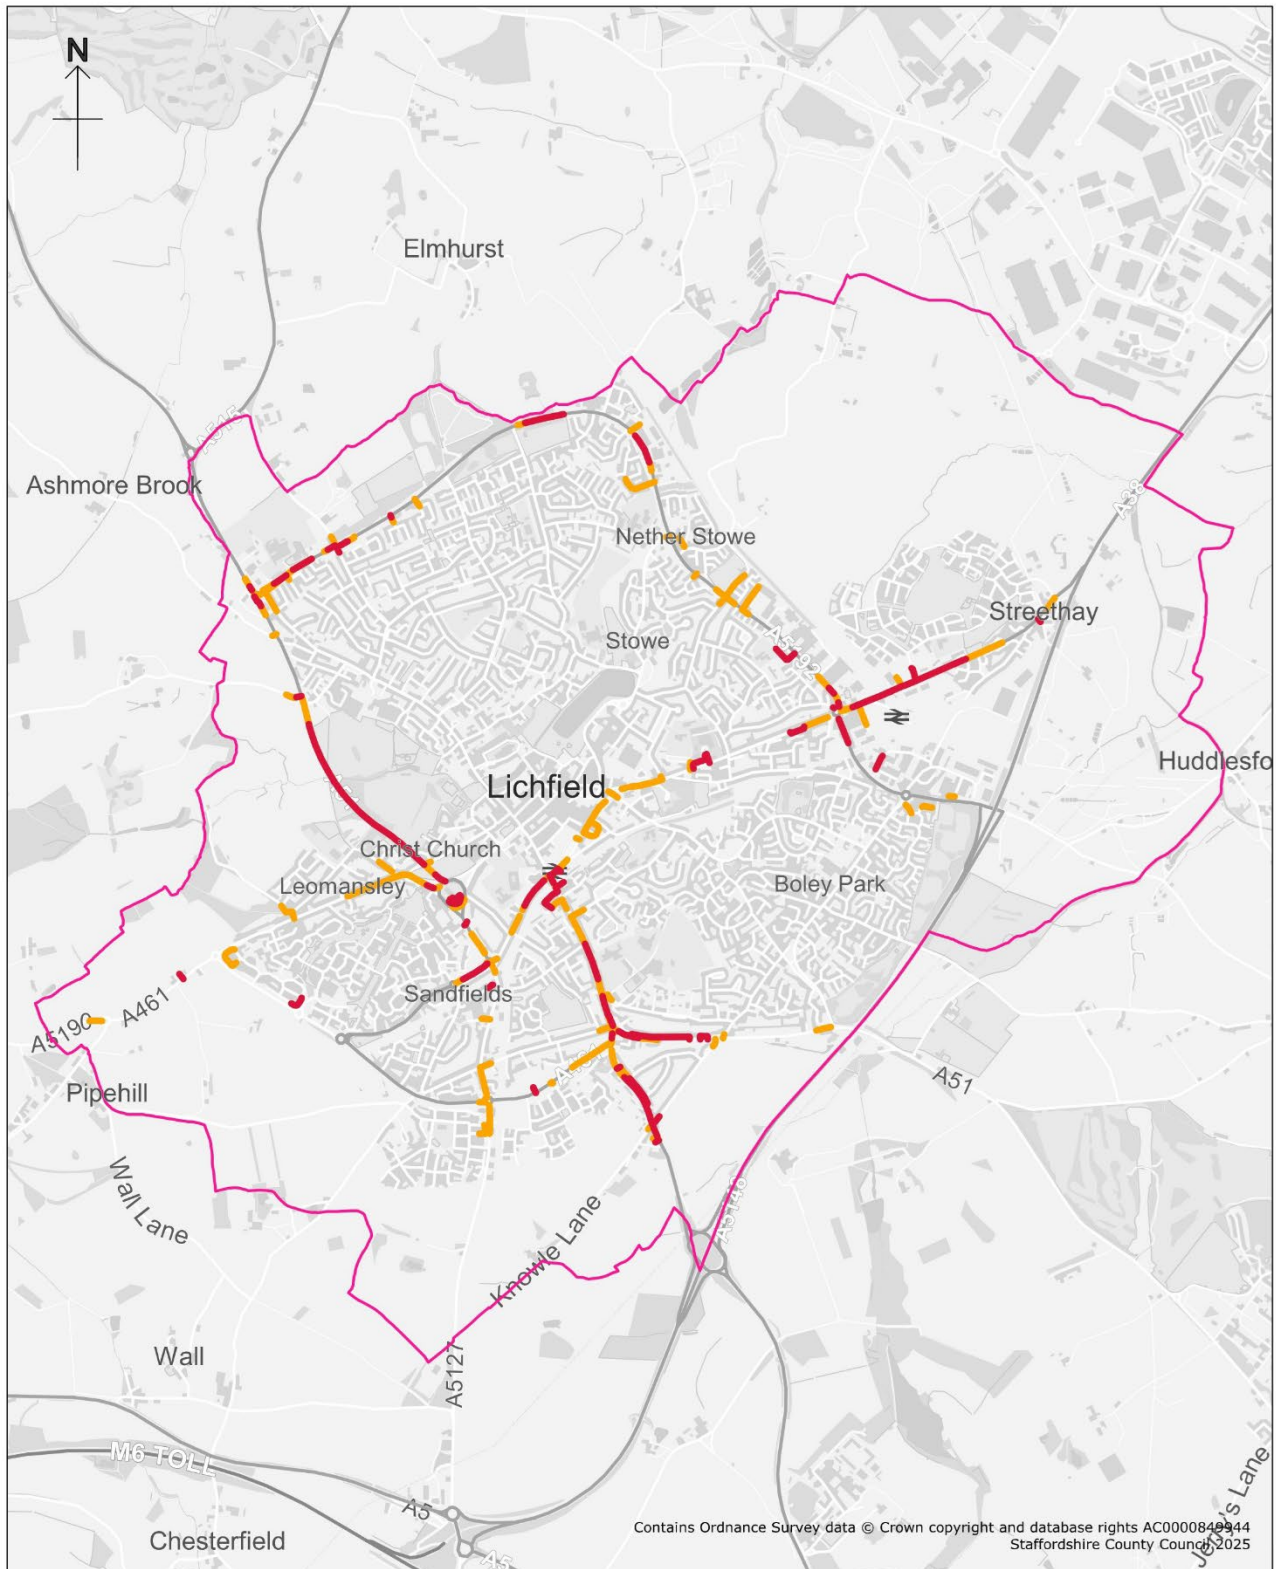 N
Elmhurst
A515
Ashmore Brook
A38
Nether Stowe
Streethay
Stowe
A5192
Huddlesfo
Lichfield
Christ Church
Leomansley
Boley Park
Sandfields
A5190
A461
A461
Pipehill
A51
Wall Lane
Knowle Lane
A5148
Wall
A5127
M6 TOLL
A5
Chesterfield
A5
Jerry's Lane
Contains Ordnance Survey data © Crown copyright and database rights AC0000849944
Staffordshire County Council 2025